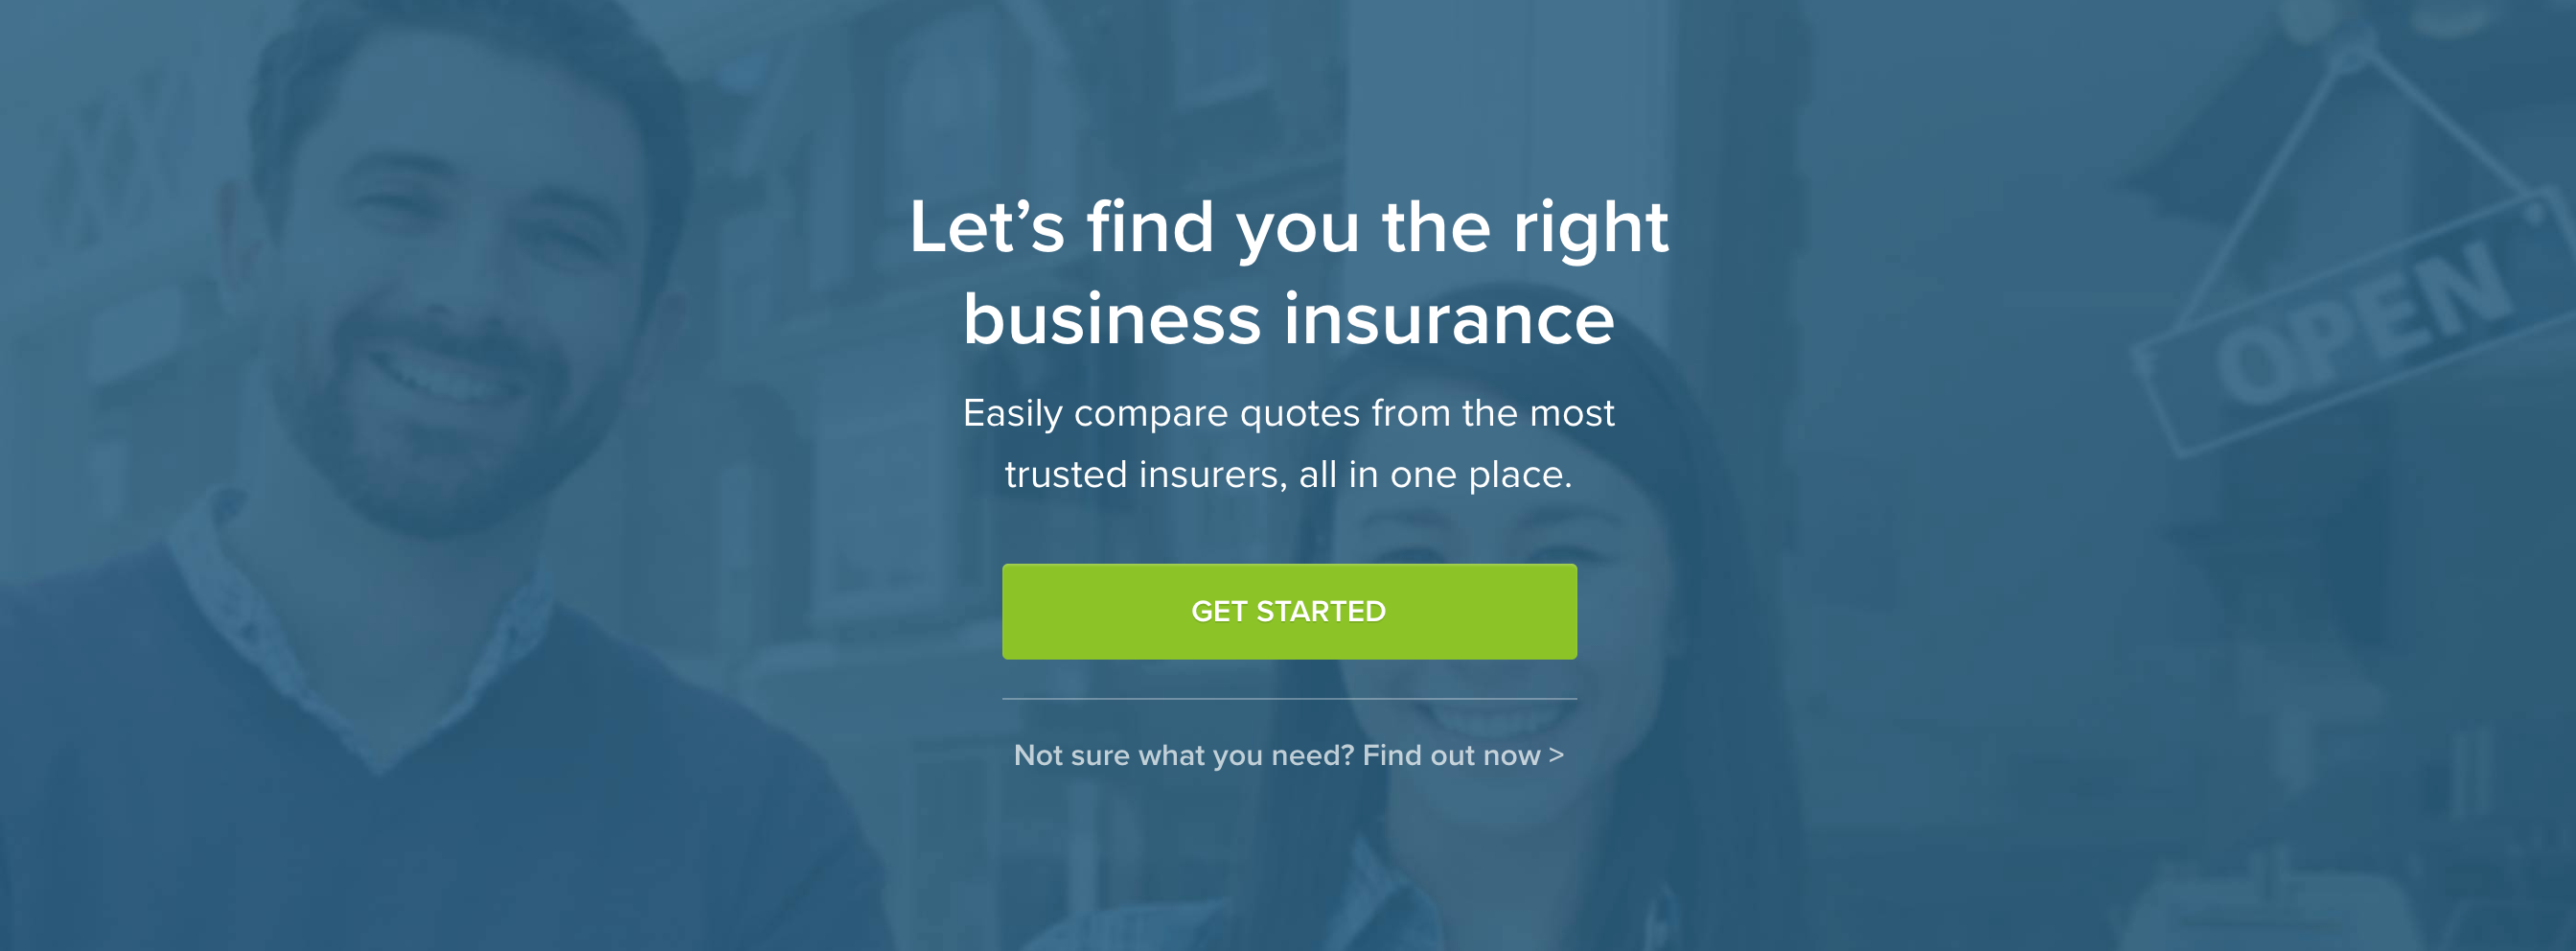 Let’s find you the right
business insurance
Easily compare quotes from the most
trusted insurers, all in one place.
GET STARTED
Not sure what you need? Find out now >
OPEN